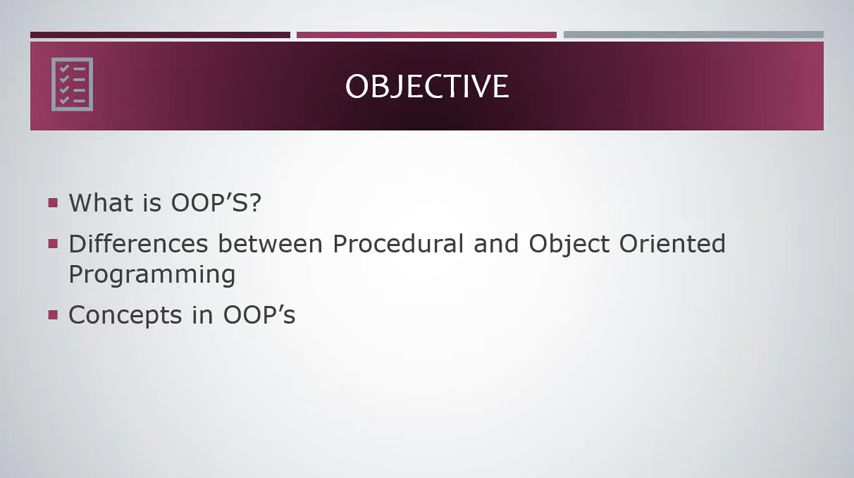 OBJECTIVE
What is OOP’S?
Differences between Procedural and Object Oriented
Programming
Concepts in OOP’s